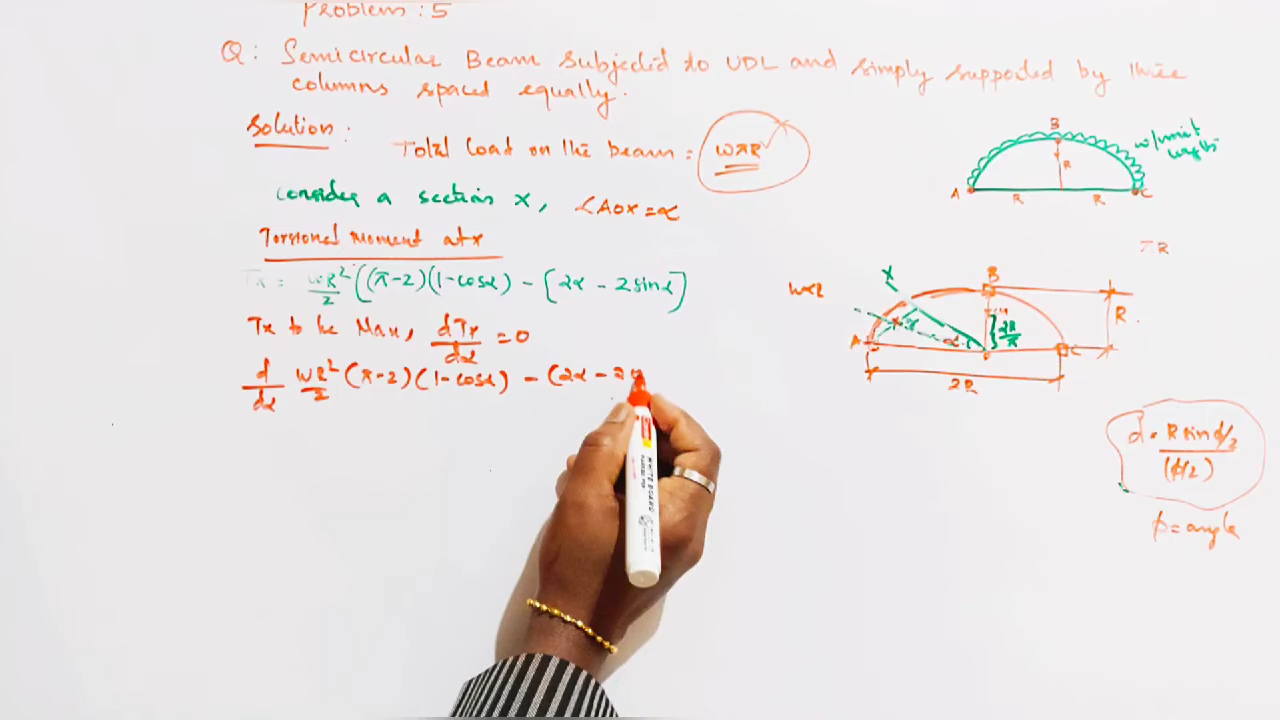 Problem: 5
Q: Semicircular Beam subjected to UDL and simply supported by three
columns spaced equally.
Solution:
Total load on the beam = wπR
Consider a section X, ∠AOX = α
Torsional Moment at x
Tx = wR²/2 ((π-2)(1-cosα) - (2α - 2sinα)
Tx to be Max, dTx/dα = 0
d/dα wR²/2 (π-2)(1-cosα) - (2α - 2
B
w/unit
length
R
A
R
R
C
πR
X
B
A
α
2R/π
C
R
2R
d = R sin ϕ/2 / (ϕ/2)
ϕ = angle
WHITE BOARD